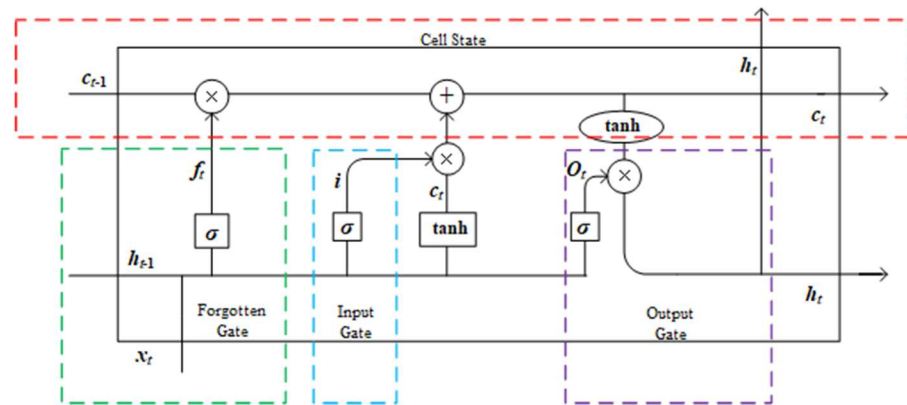 Cell State
c_{t-1}
h_t
c_t
×
+
tanh
×
f_t
i
c_t
O_t
×
σ
σ
tanh
σ
h_{t-1}
h_t
Forgotten
Gate
Input
Gate
Output
Gate
x_t